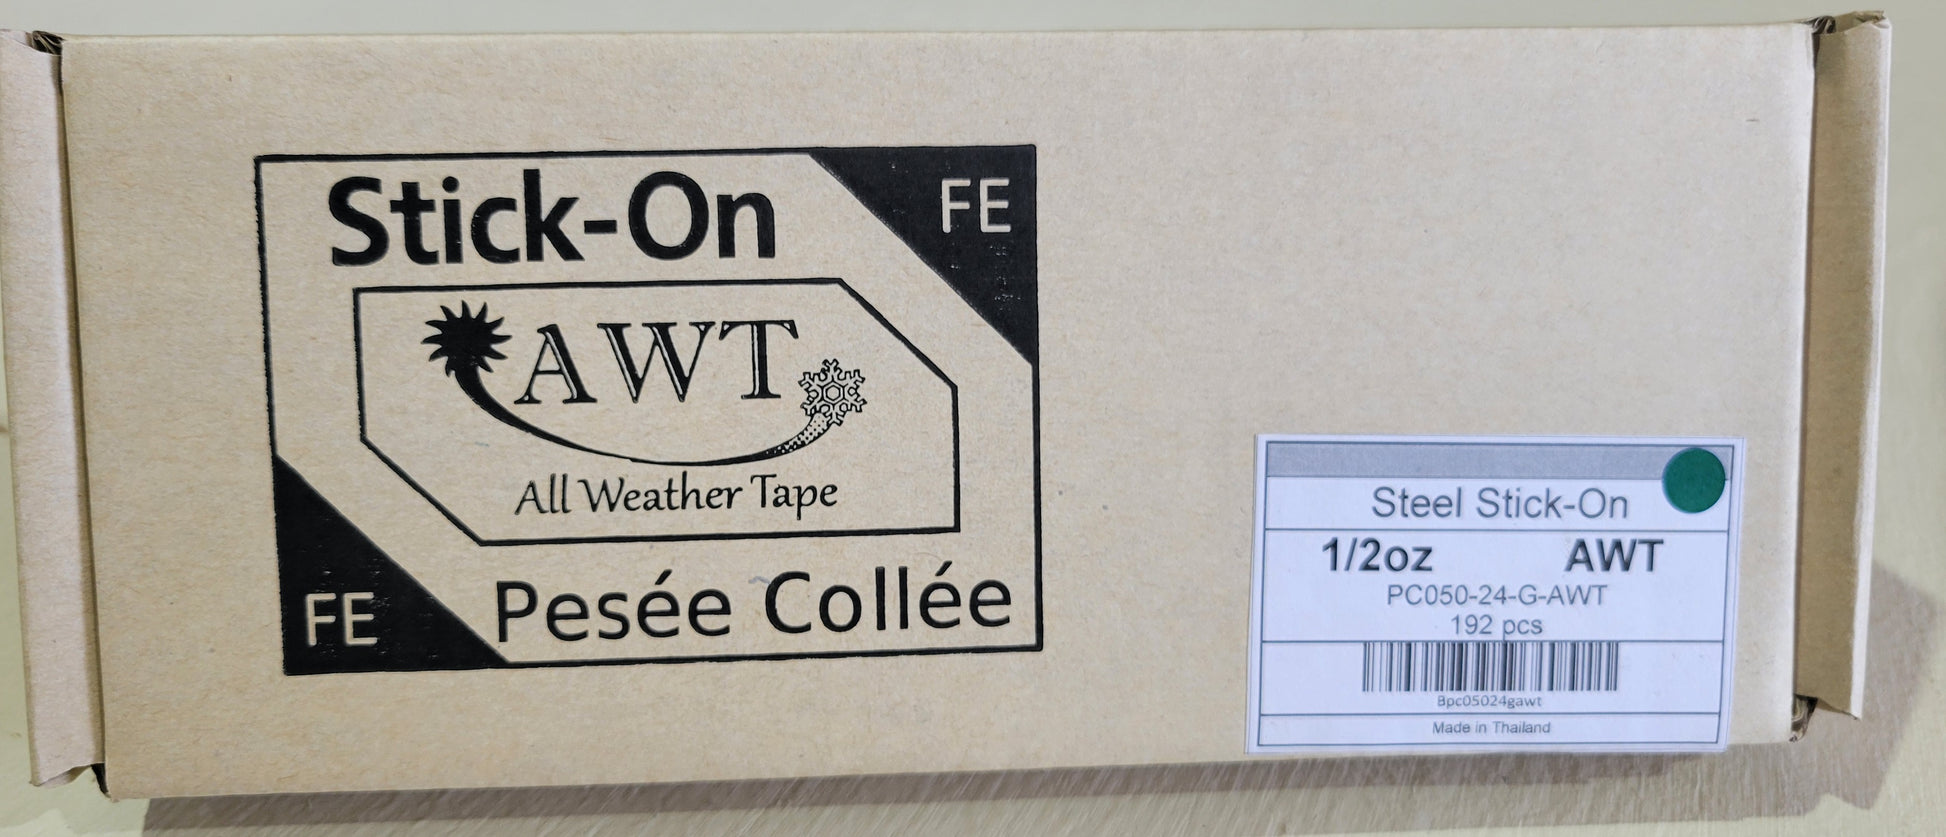 Stick-On
FE
AWT
All Weather Tape
FE
Pesée Collée
Steel Stick-On
1/2oz AWT
PC050-24-G-AWT
192 pcs
Bpc05024gawt
Made in Thailand